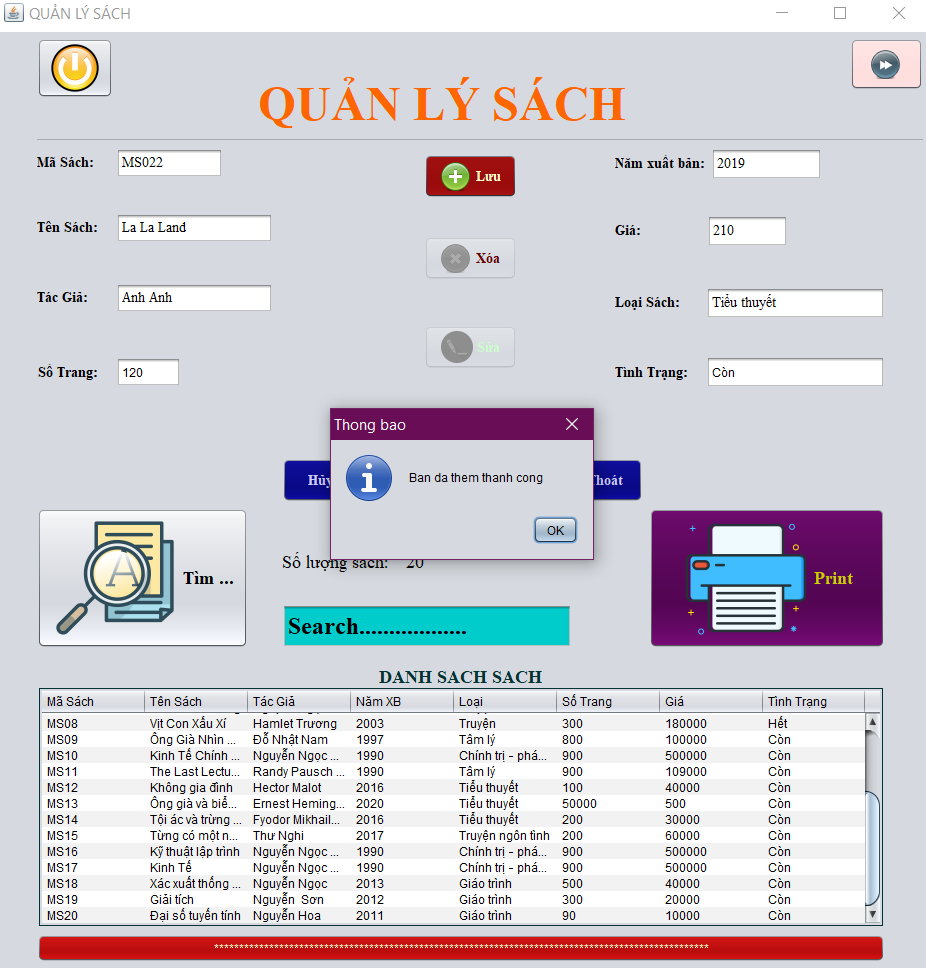 QUẢN LÝ SÁCH
QUẢN LÝ SÁCH
Mã Sách: MS022
Lưu
Năm xuất bản: 2019
Tên Sách: La La Land
Giá: 210
Xóa
Tác Giả: Anh Anh
Loại Sách: Tiểu thuyết
Sửa
Số Trang: 120
Tình Trạng: Còn
Thong bao
Ban da them thanh cong
OK
Số lượng sách: 20
Tìm ...
Print
Search..................
DANH SACH SACH
Mã Sách Tên Sách Tác Giả Năm XB Loại Số Trang Giá Tình Trạng
MS08 Vịt Con Xấu Xí Hamlet Trương 2003 Truyện 300 180000 Hết
MS09 Ông Già Nhìn ... Đỗ Nhật Nam 1997 Tâm lý 800 100000 Còn
MS10 Kinh Tế Chính ... Nguyễn Ngọc ... 1990 Chính trị – phá... 900 500000 Còn
MS11 The Last Lectu... Randy Pausch ... 1990 Tâm lý 900 109000 Còn
MS12 Không gia đình Hector Malot 2016 Tiểu thuyết 100 40000 Còn
MS13 Ông già và biể... Ernest Heming... 2020 Tiểu thuyết 50000 500 Còn
MS14 Tội ác và trừng ... Fyodor Mikhail... 2016 Tiểu thuyết 200 30000 Còn
MS15 Từng có một n... Thư Nghi 2017 Truyện ngôn tình 200 60000 Còn
MS16 Kỹ thuật lập trình Nguyễn Ngọc ... 1990 Chính trị – phá... 900 500000 Còn
MS17 Kinh Tế Nguyễn Ngọc ... 1990 Chính trị – phá... 900 500000 Còn
MS18 Xác xuất thống ... Nguyễn Ngọc 2013 Giáo trình 500 40000 Còn
MS19 Giải tích Nguyễn Sơn 2012 Giáo trình 300 20000 Còn
MS20 Đại số tuyến tính Nguyễn Hoa 2011 Giáo trình 90 10000 Còn